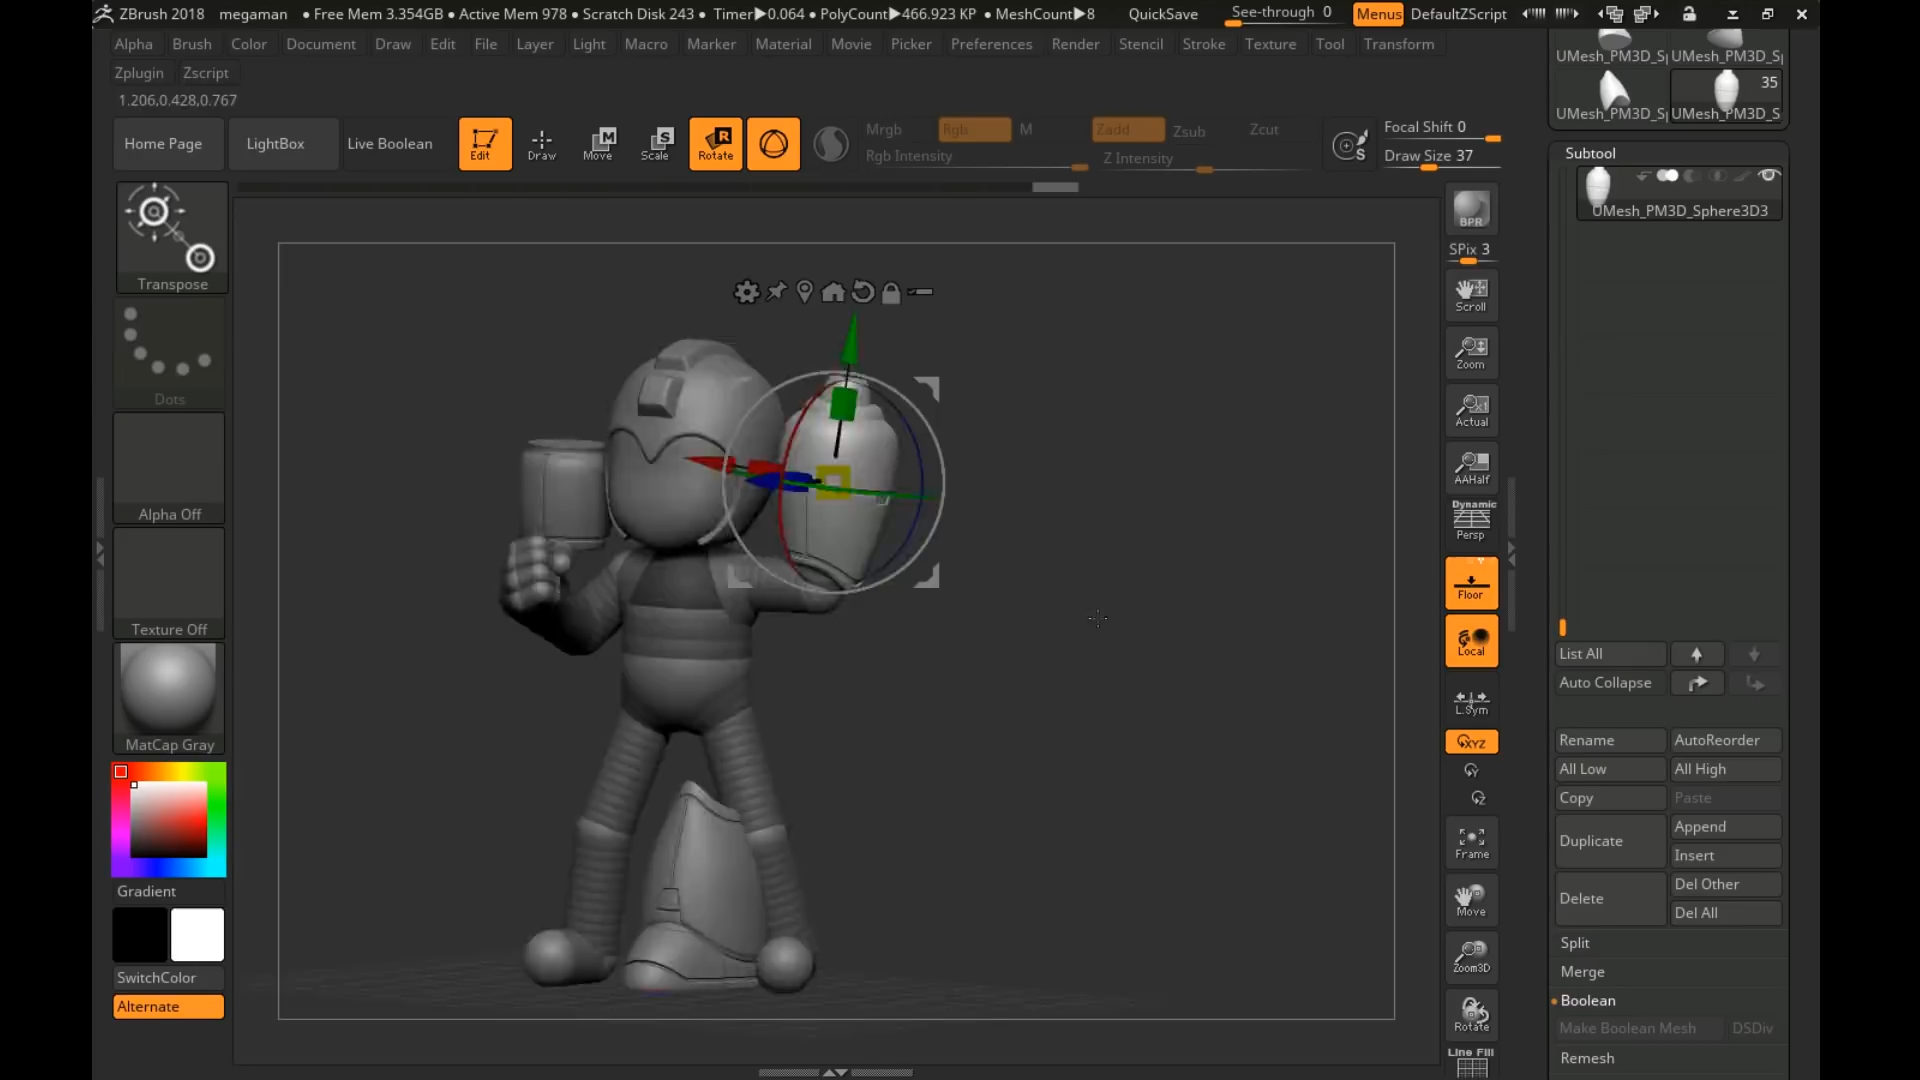 ZBrush 2018 megaman • Free Mem 3.354GB • Active Mem 978 • Scratch Disk 243 • Timer▶0.064 • PolyCount▶466.923 KP • MeshCount▶8 QuickSave See-through 0 Menus DefaultZScript
Alpha Brush Color Document Draw Edit File Layer Light Macro Marker Material Movie Picker Preferences Render Stencil Stroke Texture Tool Transform
Zplugin Zscript
1.206,0.428,0.767
Home Page LightBox Live Boolean Edit Draw Move Scale Rotate
Mrgb Rgb M Zadd Zsub Zcut
Rgb Intensity Z Intensity
Focal Shift 0
Draw Size 37
Transpose
Dots
Alpha Off
Texture Off
MatCap Gray
Gradient
SwitchColor
Alternate
BPR
SPix 3
Scroll
Zoom
Actual
AAHalf
Dynamic
Persp
Floor
Local
L.Sym
XYZ
Y
Z
Frame
Move
Zoom3D
Rotate
Line Fill
UMesh_PM3D_S UMesh_PM3D_S
35
UMesh_PM3D_S UMesh_PM3D_S
Subtool
UMesh_PM3D_Sphere3D3
List All
Auto Collapse
Rename AutoReorder
All Low All High
Copy Paste
Duplicate Append
Insert
Delete Del Other
Del All
Split
Merge
Boolean
Make Boolean Mesh DSDiv
Remesh